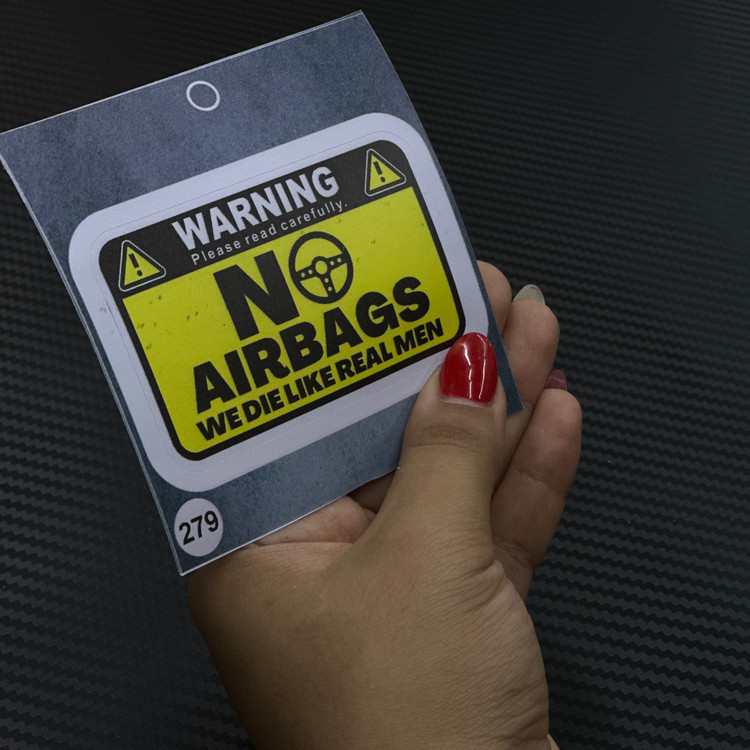 WARNING
Please read carefully.
NO
AIRBAGS
WE DIE LIKE REAL MEN
279